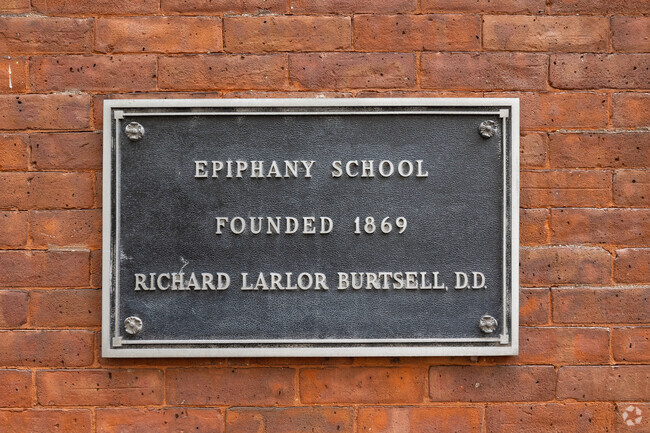 EPIPHANY SCHOOL
FOUNDED 1869
RICHARD LARLOR BURTSELL, D.D.